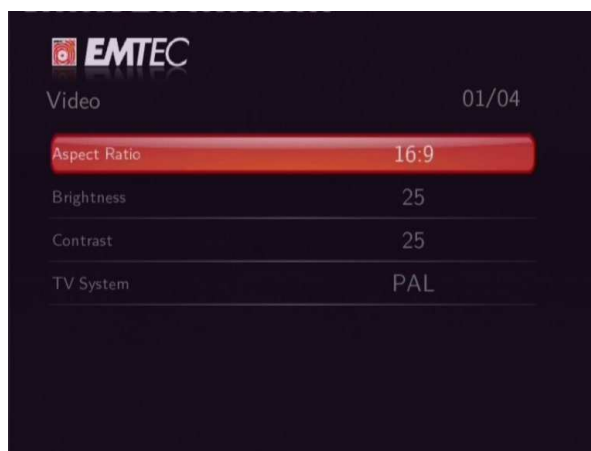 EMTEC
Video 01/04
Aspect Ratio 16:9
Brightness 25
Contrast 25
TV System PAL